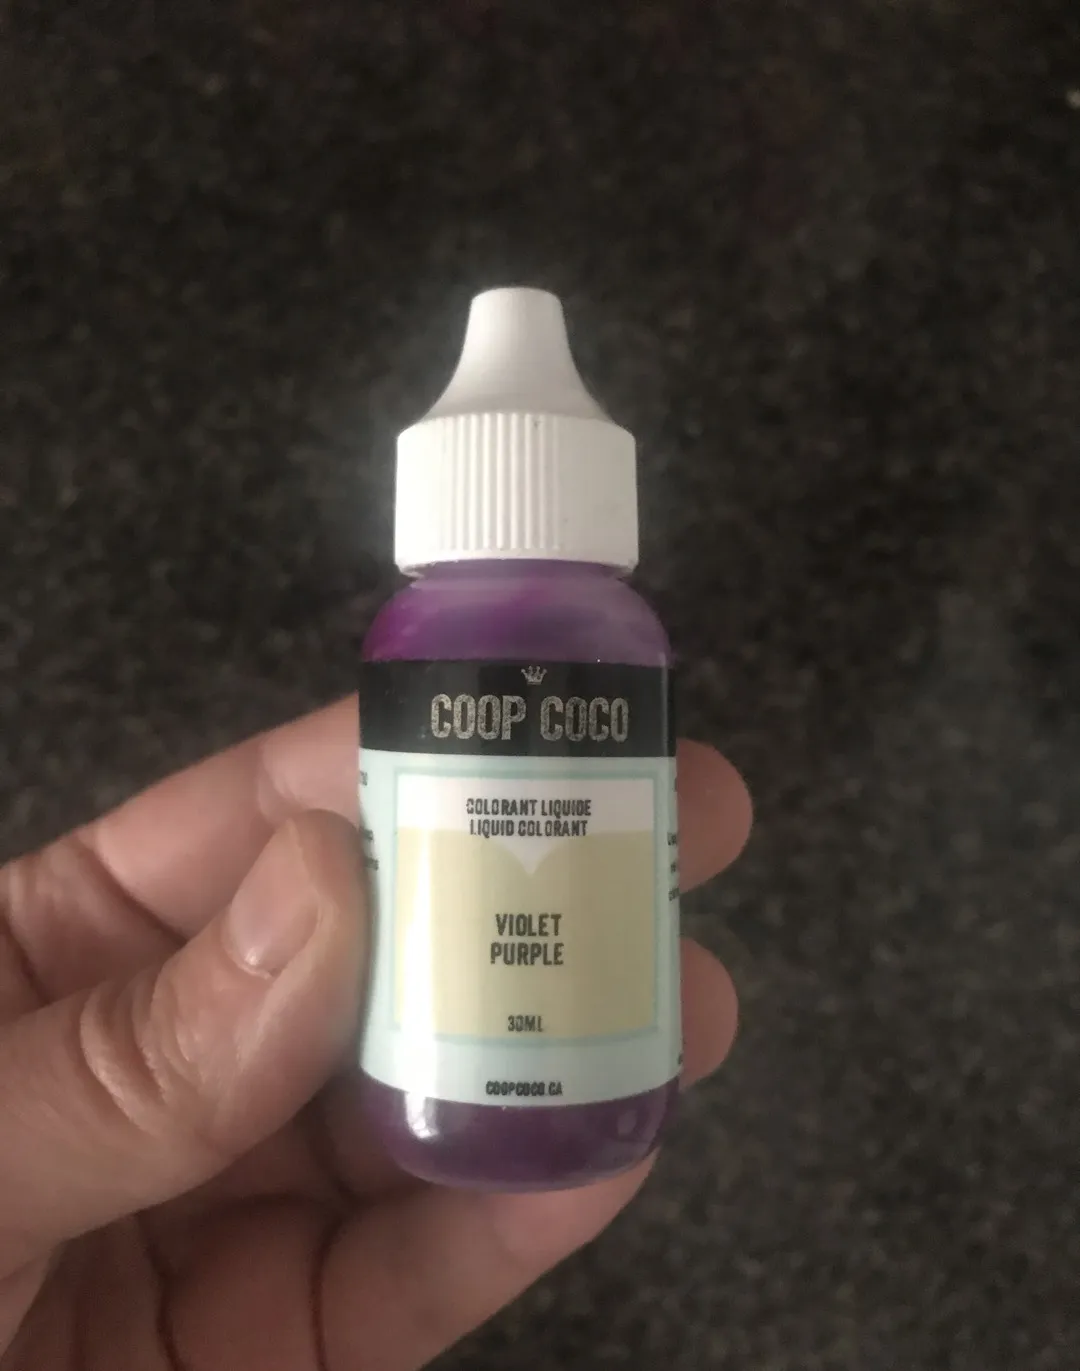 COOP COCO
COLORANT LIQUIDE
LIQUID COLORANT
VIOLET
PURPLE
30ML
COOPCOCO.CA